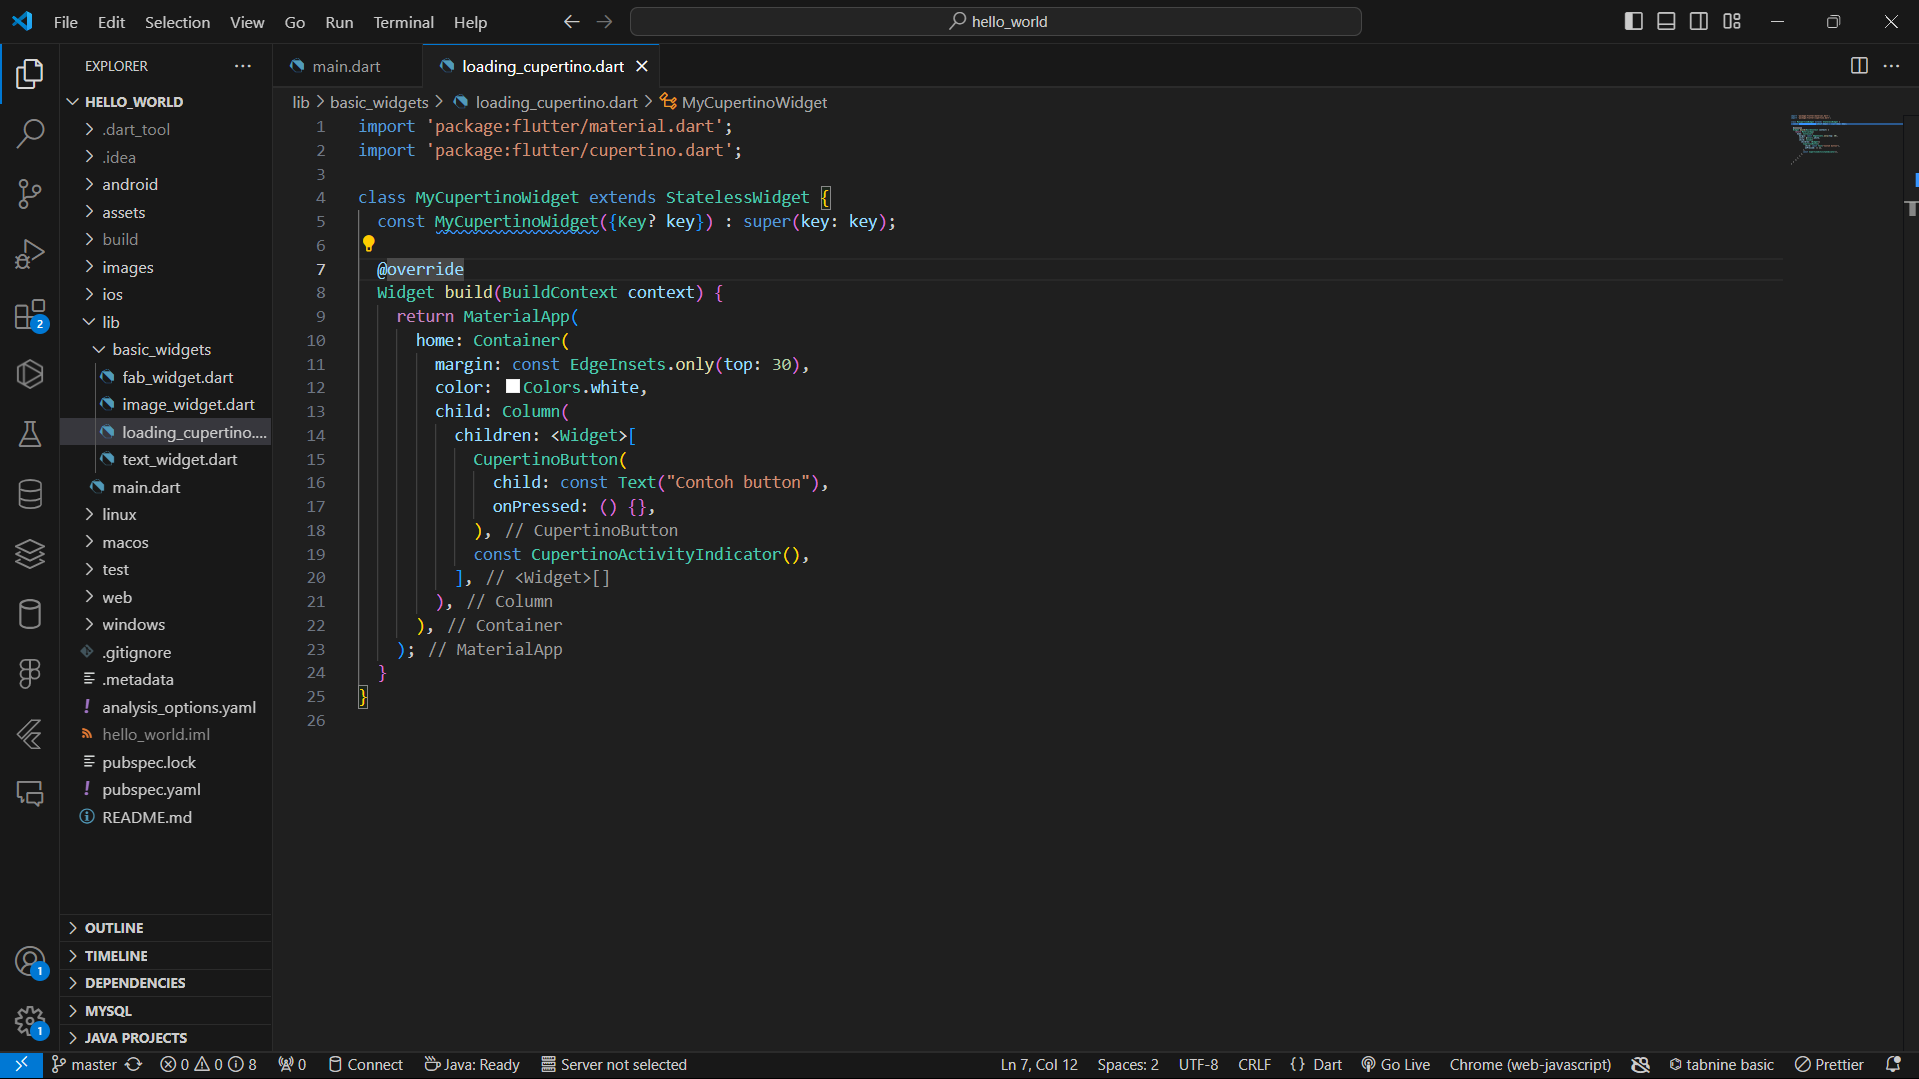 File Edit Selection View Go Run Terminal Help
hello_world
EXPLORER
HELLO_WORLD
.dart_tool
.idea
android
assets
build
images
ios
lib
basic_widgets
fab_widget.dart
image_widget.dart
loading_cupertino....
text_widget.dart
main.dart
linux
macos
test
web
windows
.gitignore
.metadata
analysis_options.yaml
hello_world.iml
pubspec.lock
pubspec.yaml
README.md
OUTLINE
TIMELINE
DEPENDENCIES
MYSQL
JAVA PROJECTS
2
1
1
main.dart
loading_cupertino.dart
lib > basic_widgets > loading_cupertino.dart > MyCupertinoWidget
1 import 'package:flutter/material.dart';
2 import 'package:flutter/cupertino.dart';
3
4 class MyCupertinoWidget extends StatelessWidget {
5 const MyCupertinoWidget({Key? key}) : super(key: key);
6
7 @override
8 Widget build(BuildContext context) {
9 return MaterialApp(
10 home: Container(
11 margin: const EdgeInsets.only(top: 30),
12 color: Colors.white,
13 child: Column(
14 children: <Widget>[
15 CupertinoButton(
16 child: const Text("Contoh button"),
17 onPressed: () {},
18 ), // CupertinoButton
19 const CupertinoActivityIndicator(),
20 ], // <Widget>[]
21 ), // Column
22 ), // Container
23 ); // MaterialApp
24 }
25 }
26
master 0 0 8 0 Connect Java: Ready Server not selected Ln 7, Col 12 Spaces: 2 UTF-8 CRLF {} Dart Go Live Chrome (web-javascript) tabnine basic Prettier